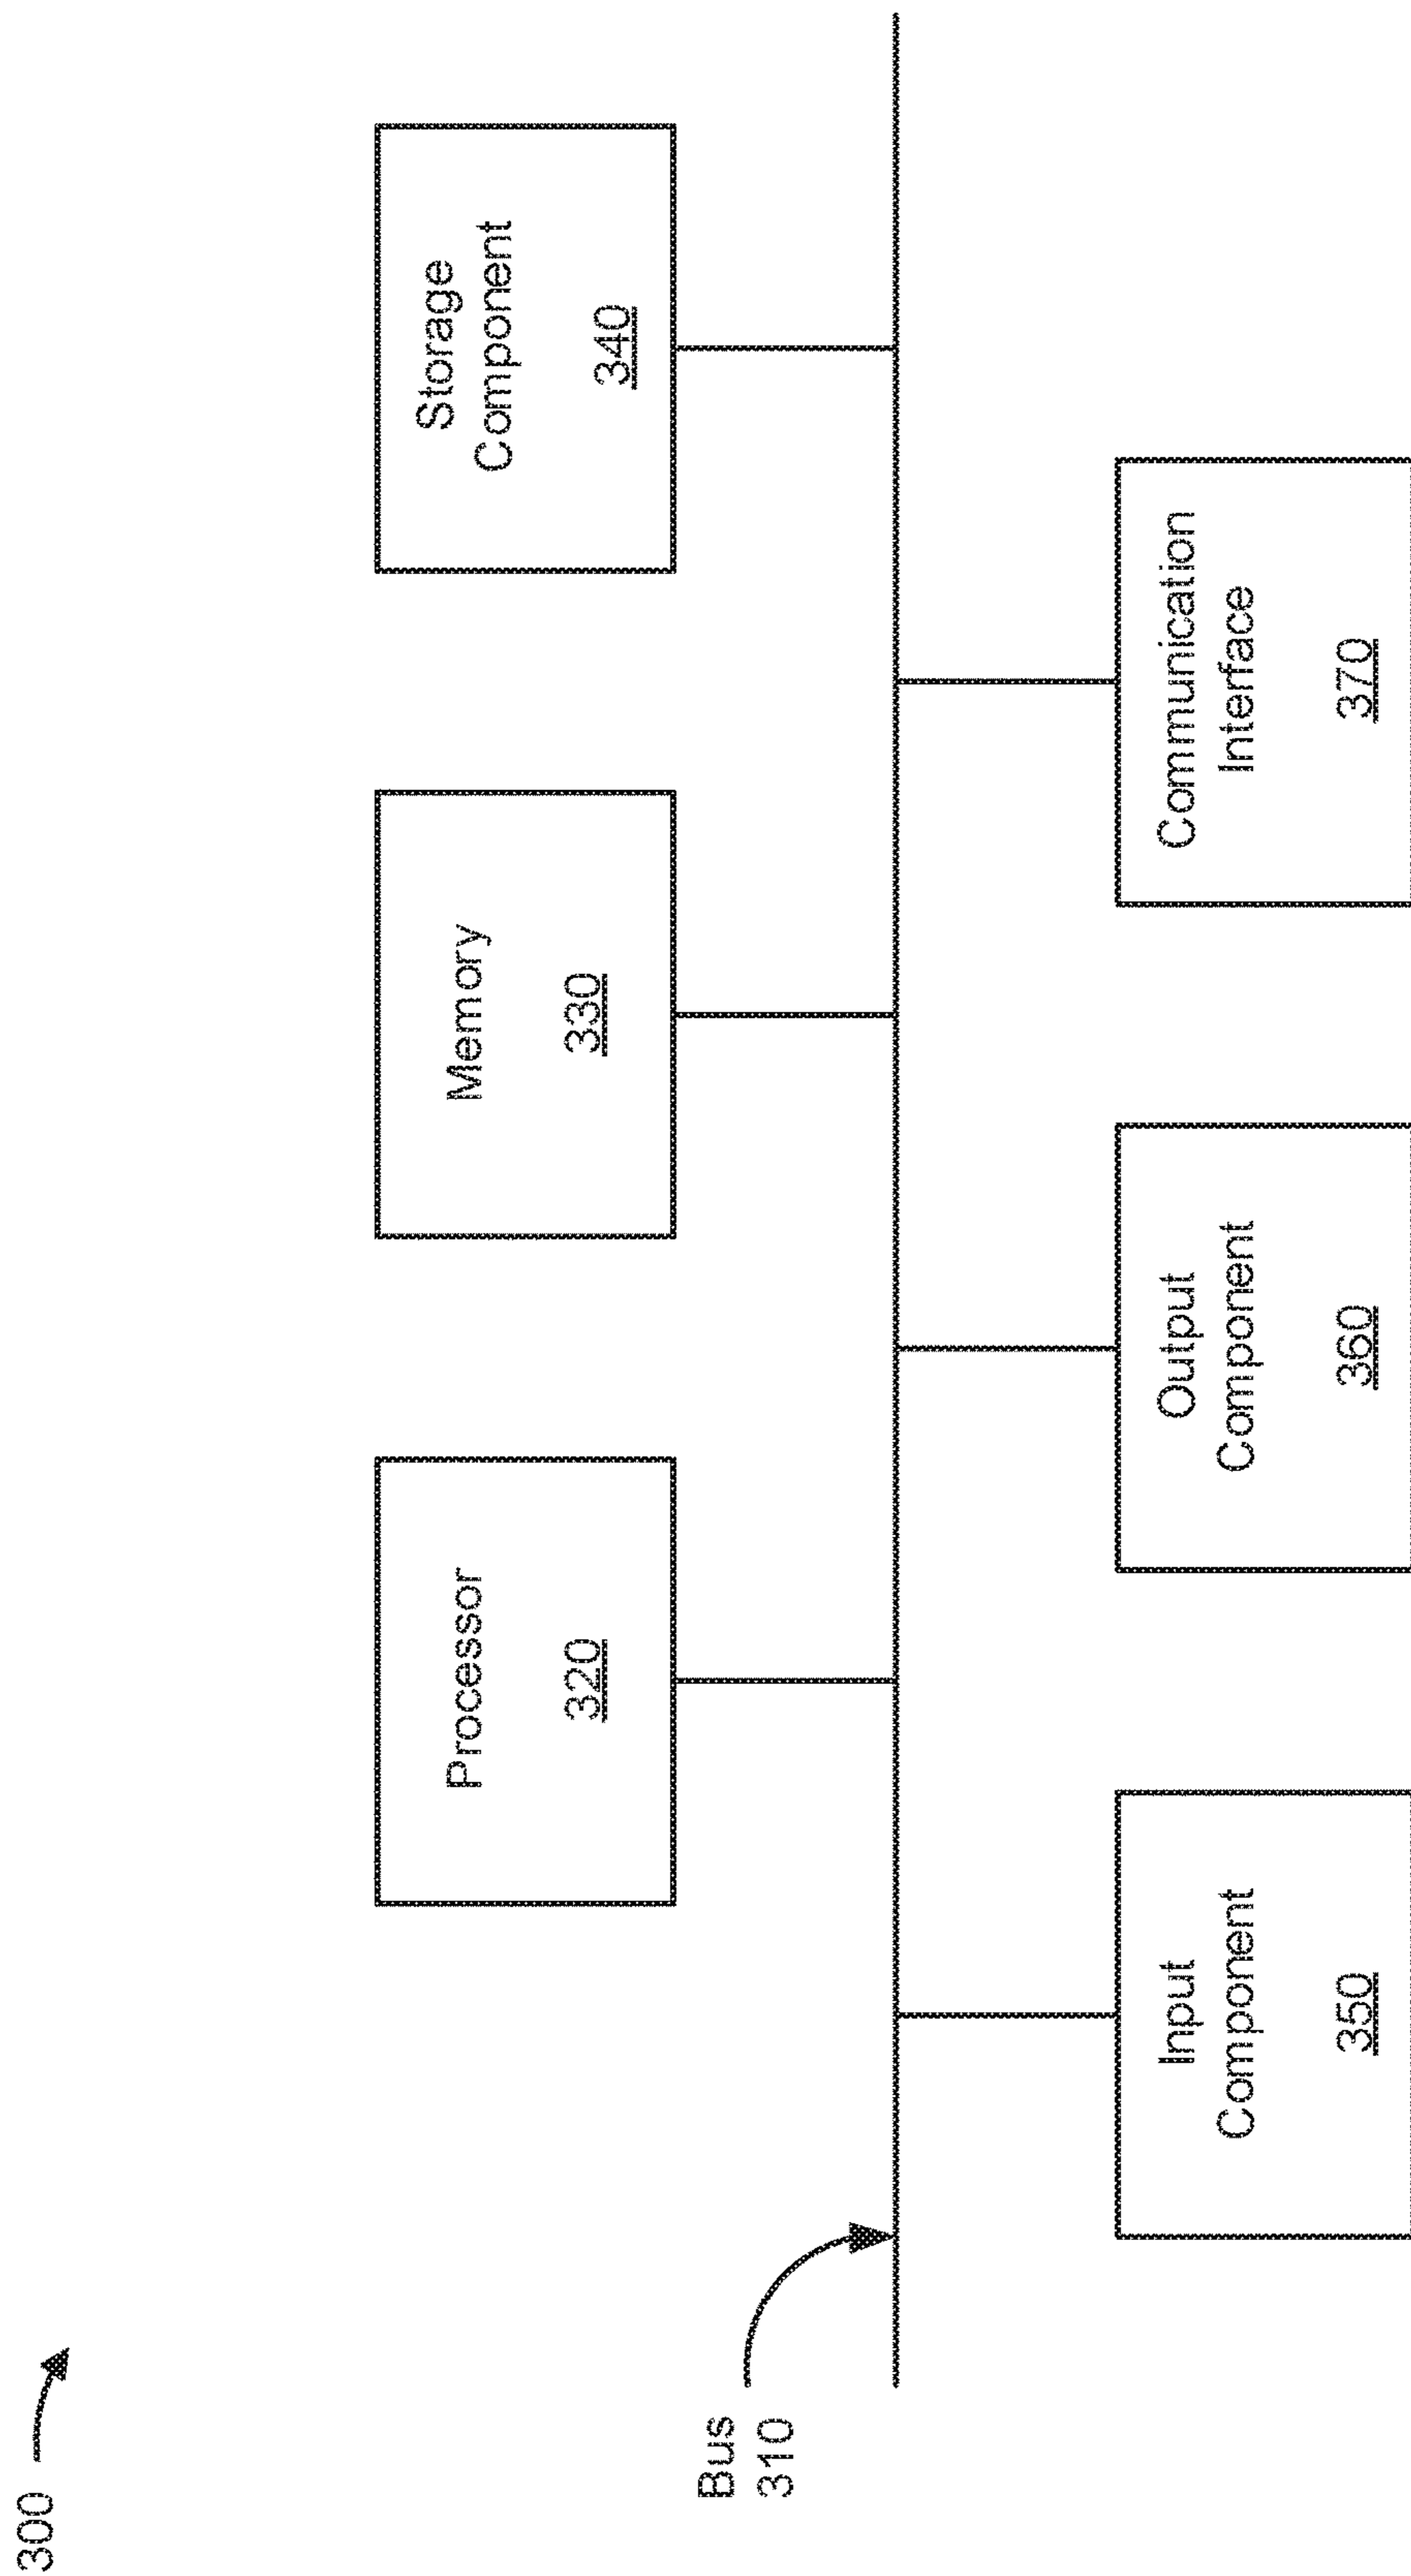 300
Processor
320
Memory
330
Storage
Component
340
Bus
310
Input
Component
350
Output
Component
360
Communication
Interface
370